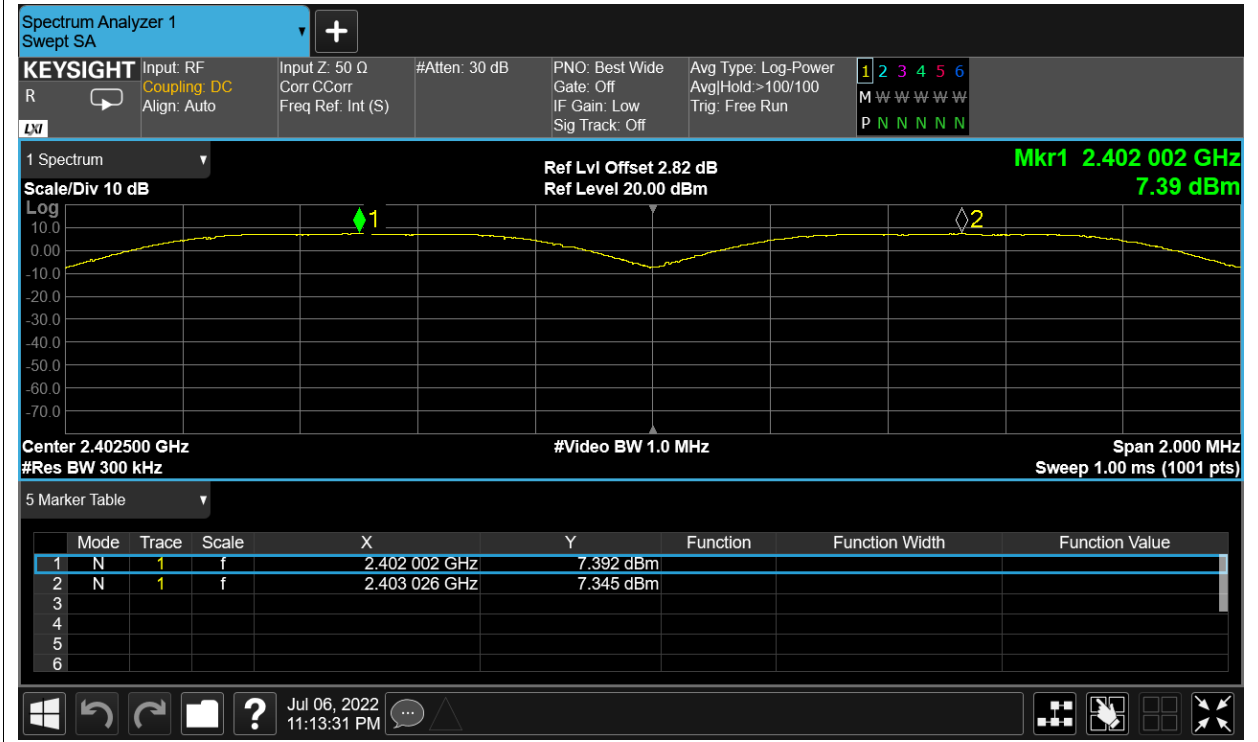 Spectrum Analyzer 1
Swept SA
+
KEYSIGHT Input: RF Input Z: 50 Ω #Atten: 30 dB PNO: Best Wide Avg Type: Log-Power 1 2 3 4 5 6
R Coupling: DC Corr CCorr Gate: Off Avg|Hold:>100/100 M W W W W W
Align: Auto Freq Ref: Int (S) IF Gain: Low Trig: Free Run
LXI Sig Track: Off P N N N N N
1 Spectrum Ref Lvl Offset 2.82 dB Mkr1 2.402 002 GHz
Scale/Div 10 dB Ref Level 20.00 dBm 7.39 dBm
Log
1 2
10.0
0.00
-10.0
-20.0
-30.0
-40.0
-50.0
-60.0
-70.0
Center 2.402500 GHz #Video BW 1.0 MHz Span 2.000 MHz
#Res BW 300 kHz Sweep 1.00 ms (1001 pts)
5 Marker Table
Mode Trace Scale X Y Function Function Width Function Value
1 N 1 f 2.402 002 GHz 7.392 dBm
2 N 1 f 2.403 026 GHz 7.345 dBm
3
4
5
6
? Jul 06, 2022
11:13:31 PM